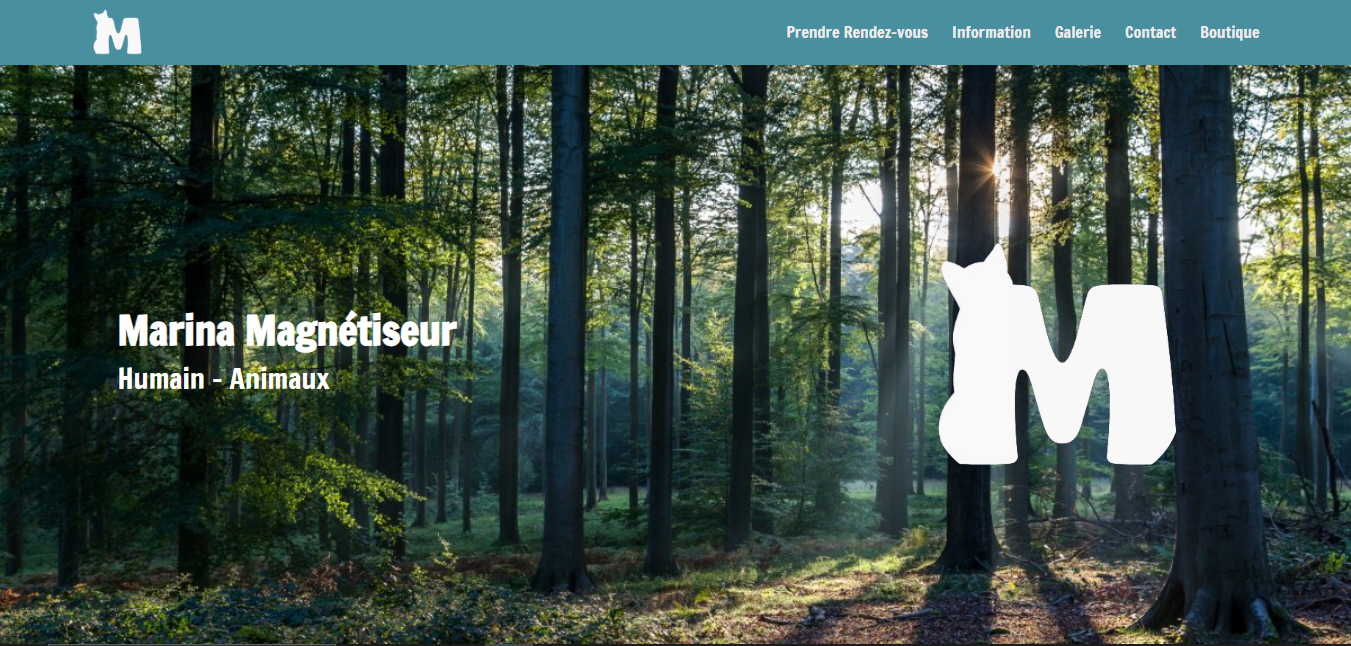 M
Prendre Rendez-vous Information Galerie Contact Boutique
Marina Magnétiseur
Humain - Animaux
M